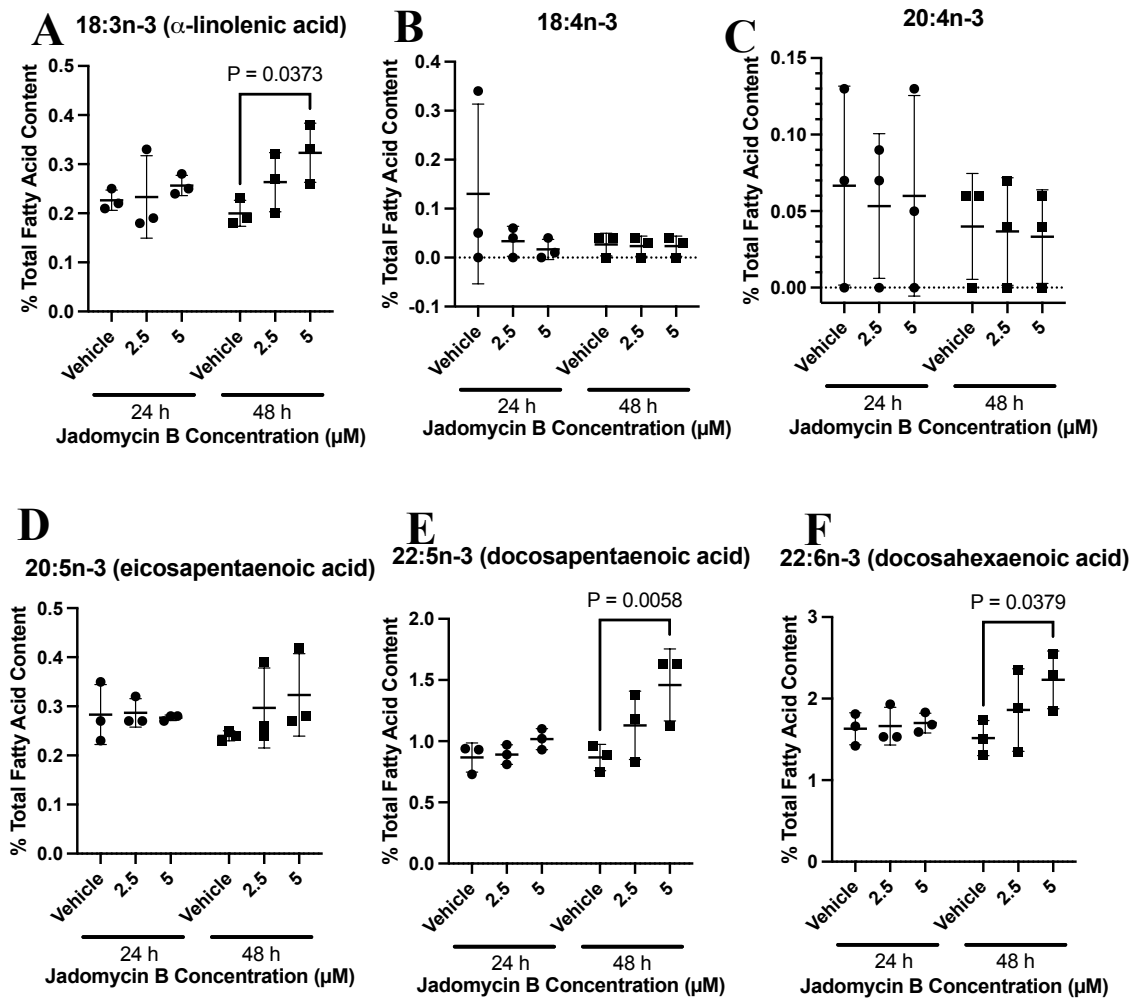 A
18:3n-3 (α-linolenic acid)
% Total Fatty Acid Content
0.5
0.4
0.3
0.2
0.1
0.0
P = 0.0373
Vehicle
2.5
5
Vehicle
2.5
5
24 h
48 h
Jadomycin B Concentration (µM)
B
18:4n-3
% Total Fatty Acid Content
0.4
0.3
0.2
0.1
0.0
-0.1
Vehicle
2.5
5
Vehicle
2.5
5
24 h
48 h
Jadomycin B Concentration (µM)
C
20:4n-3
% Total Fatty Acid Content
0.15
0.10
0.05
0.00
Vehicle
2.5
5
Vehicle
2.5
5
24 h
48 h
Jadomycin B Concentration (µM)
D
20:5n-3 (eicosapentaenoic acid)
% Total Fatty Acid Content
0.5
0.4
0.3
0.2
0.1
0.0
Vehicle
2.5
5
Vehicle
2.5
5
24 h
48 h
Jadomycin B Concentration (µM)
E
22:5n-3 (docosapentaenoic acid)
% Total Fatty Acid Content
2.0
1.5
1.0
0.5
0.0
P = 0.0058
Vehicle
2.5
5
Vehicle
2.5
5
24 h
48 h
Jadomycin B Concentration (µM)
F
22:6n-3 (docosahexaenoic acid)
% Total Fatty Acid Content
3
2
1
0
P = 0.0379
Vehicle
2.5
5
Vehicle
2.5
5
24 h
48 h
Jadomycin B Concentration (µM)